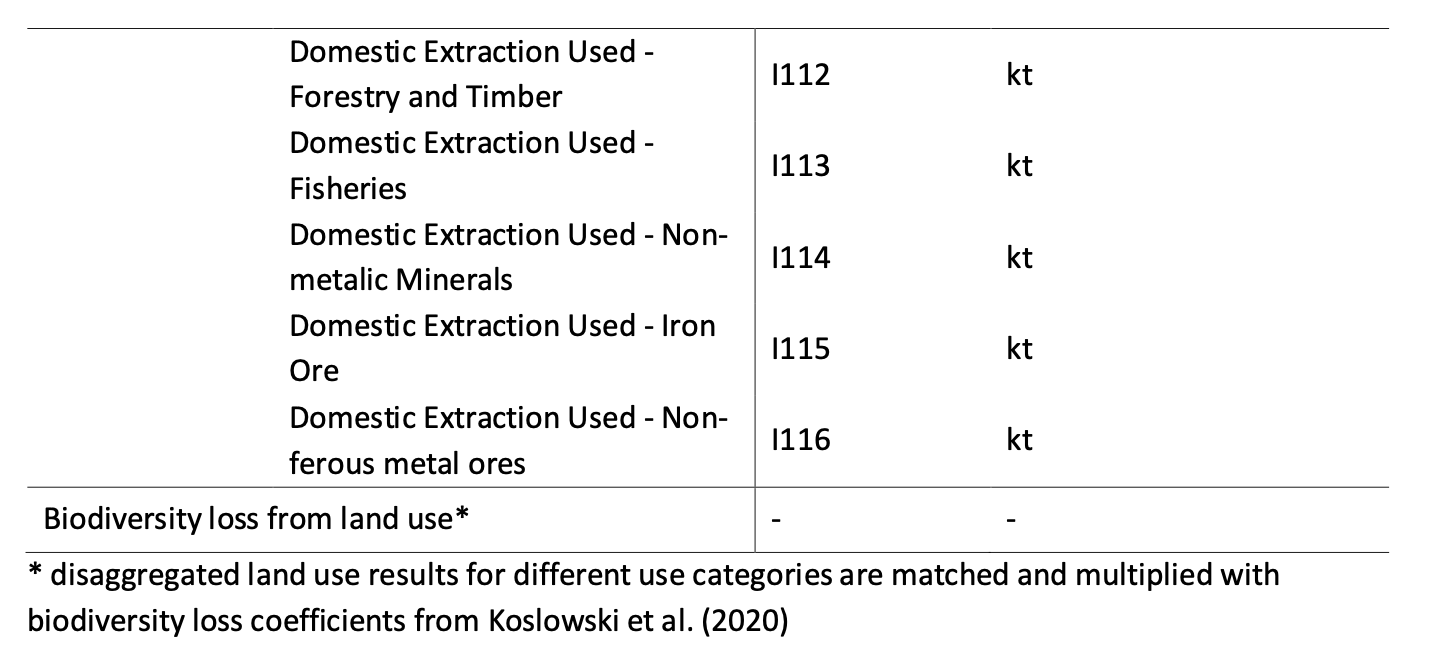 Domestic Extraction Used -
Forestry and Timber
I112
kt
Domestic Extraction Used -
Fisheries
I113
kt
Domestic Extraction Used - Non-
metalic Minerals
I114
kt
Domestic Extraction Used - Iron
Ore
I115
kt
Domestic Extraction Used - Non-
ferous metal ores
I116
kt
Biodiversity loss from land use*
-
-
* disaggregated land use results for different use categories are matched and multiplied with
biodiversity loss coefficients from Koslowski et al. (2020)